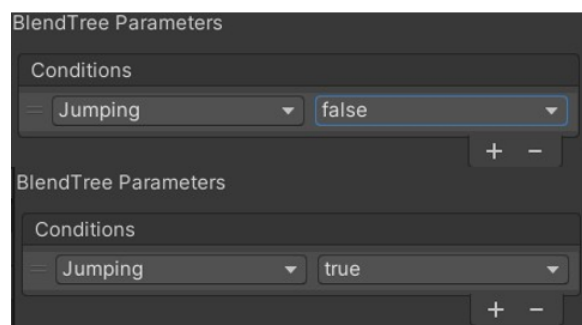 BlendTree Parameters
Conditions
Jumping false
+ −
BlendTree Parameters
Conditions
Jumping true
+ −